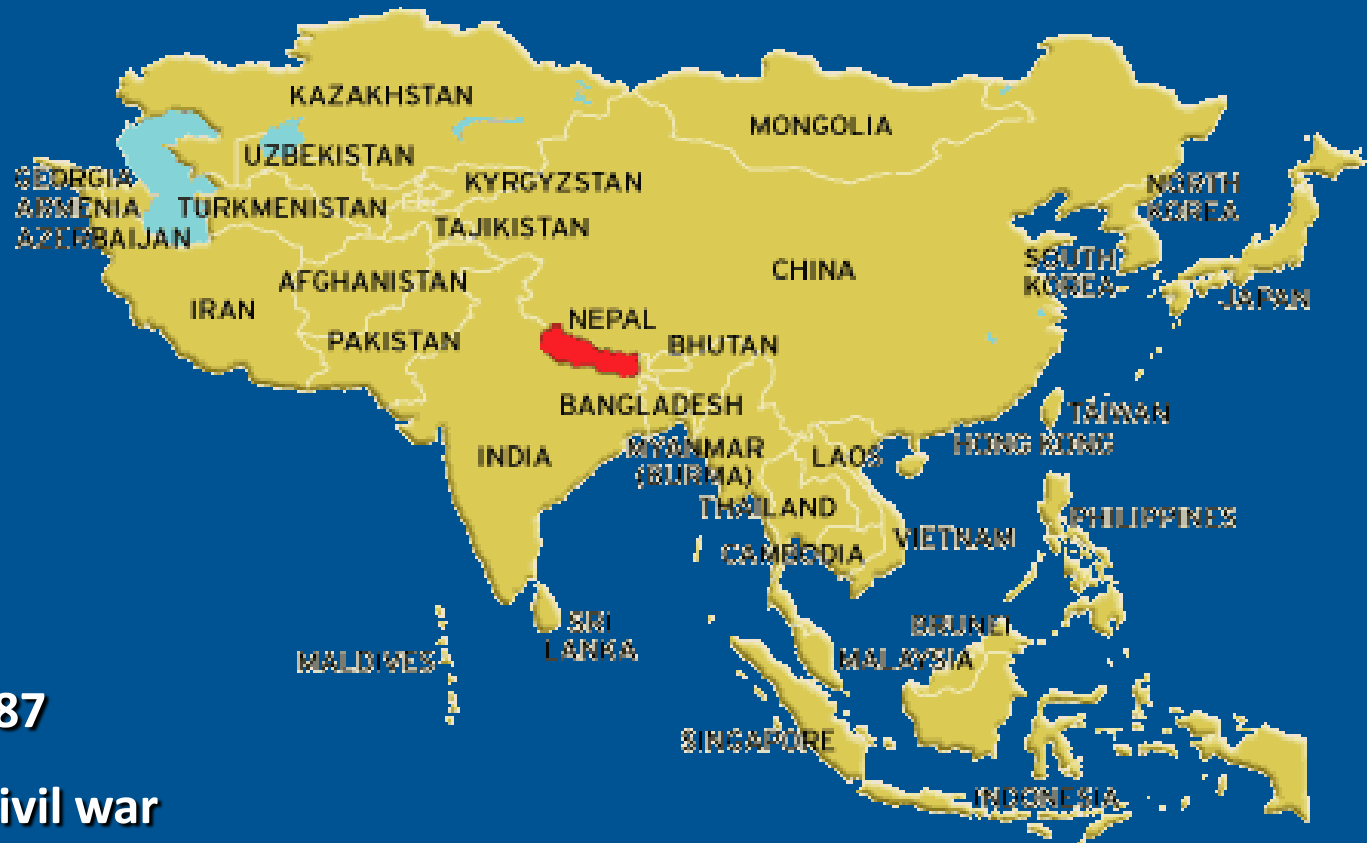 KAZAKHSTAN
MONGOLIA
UZBEKISTAN
GEORGIA
KYRGYZSTAN
NORTH
KOREA
ARMENIA
TURKMENISTAN
TAJIKISTAN
AZERBAIJAN
SOUTH
KOREA
CHINA
AFGHANISTAN
IRAN
JAPAN
NEPAL
PAKISTAN
BHUTAN
BANGLADESH
TAIWAN
HONG KONG
INDIA
MYANMAR
(BURMA)
LAOS
THAILAND
PHILIPPINES
VIETNAM
CAMBODIA
SRI
LANKA
BRUNEI
MALDIVES
MALAYSIA
87
SINGAPORE
INDONESIA
ivil war